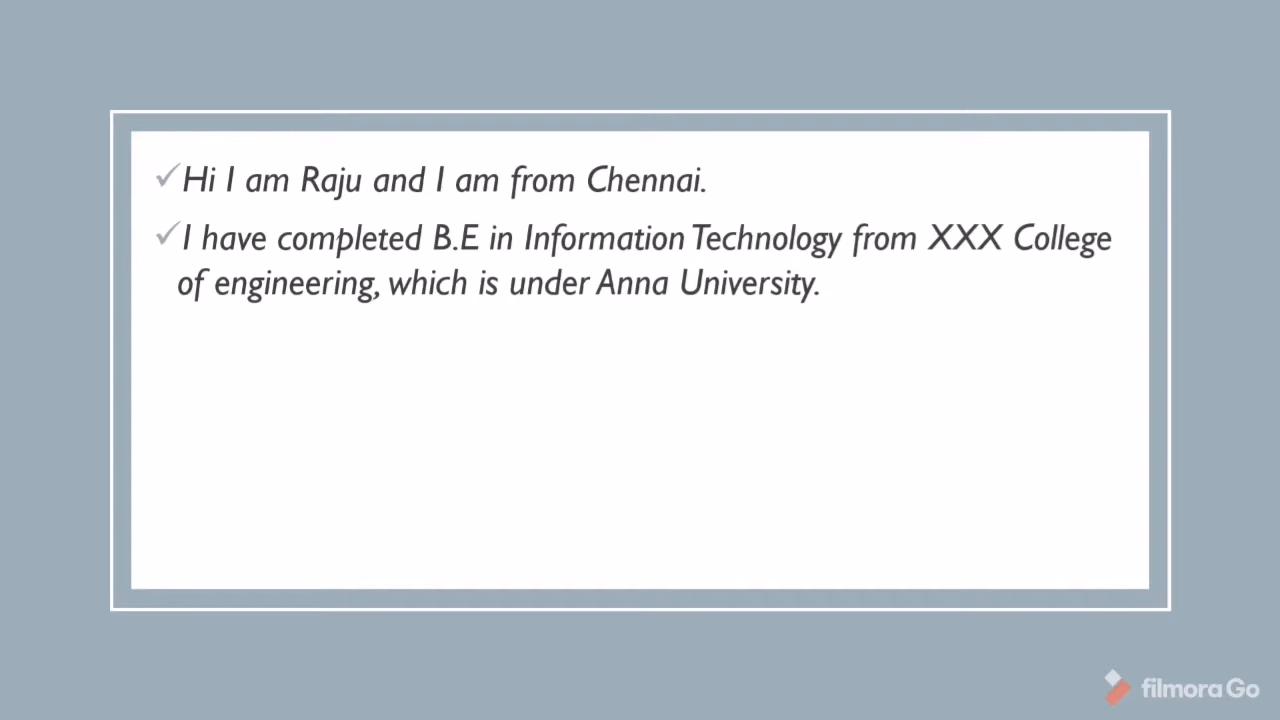 ✓Hi I am Raju and I am from Chennai.
✓I have completed B.E in Information Technology from XXX College
of engineering, which is under Anna University.
filmora Go